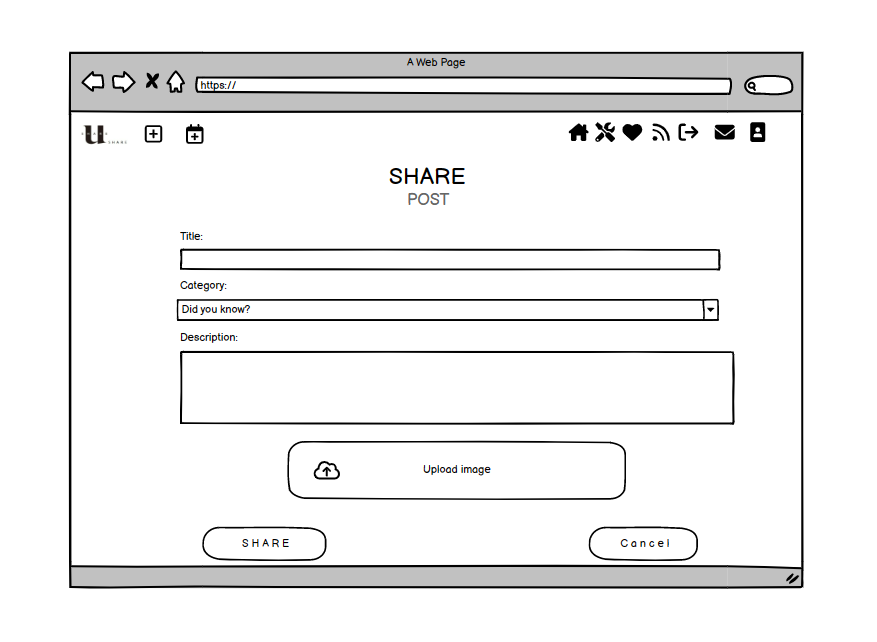 A Web Page
https://
u
SHARE
SHARE
POST
Title:
Category:
Did you know?
Description:
Upload image
SHARE
Cancel